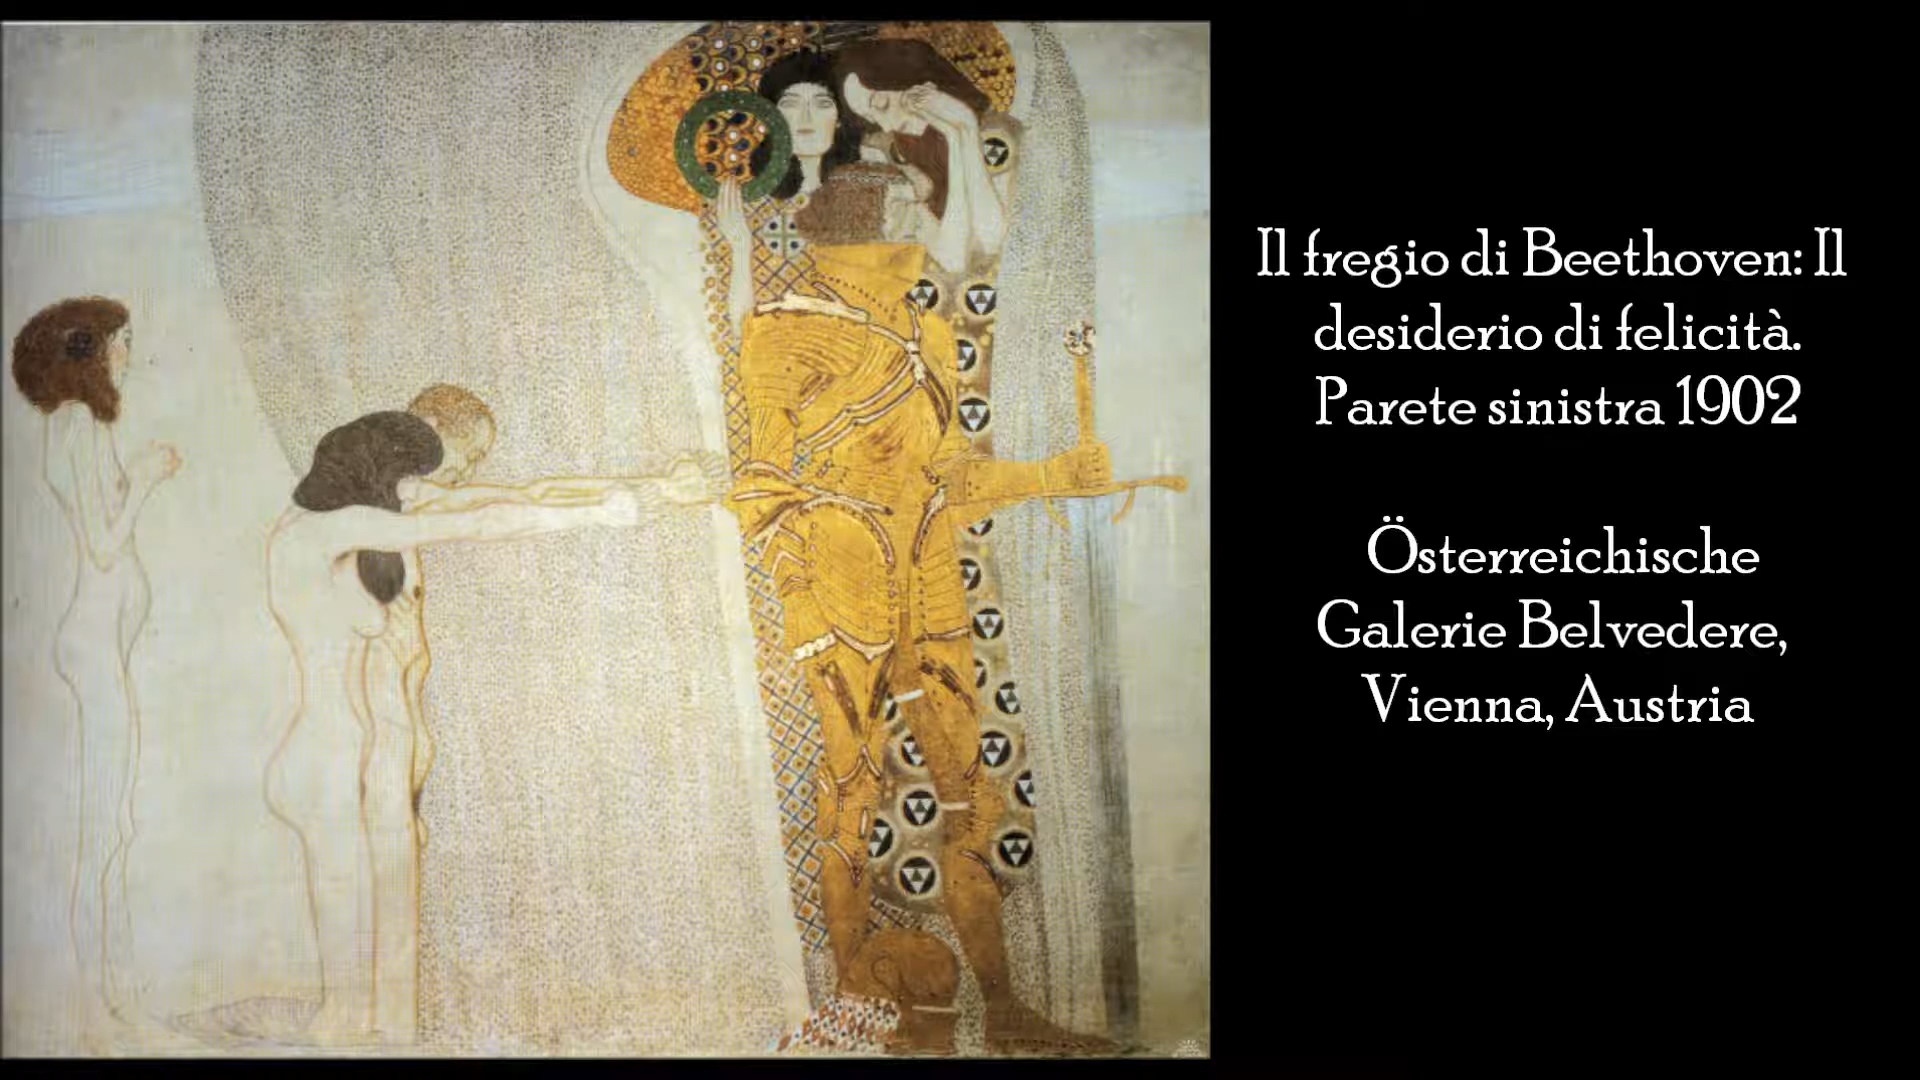 Il fregio di Beethoven: Il
desiderio di felicità.
Parete sinistra 1902
Österreichische
Galerie Belvedere,
Vienna, Austria